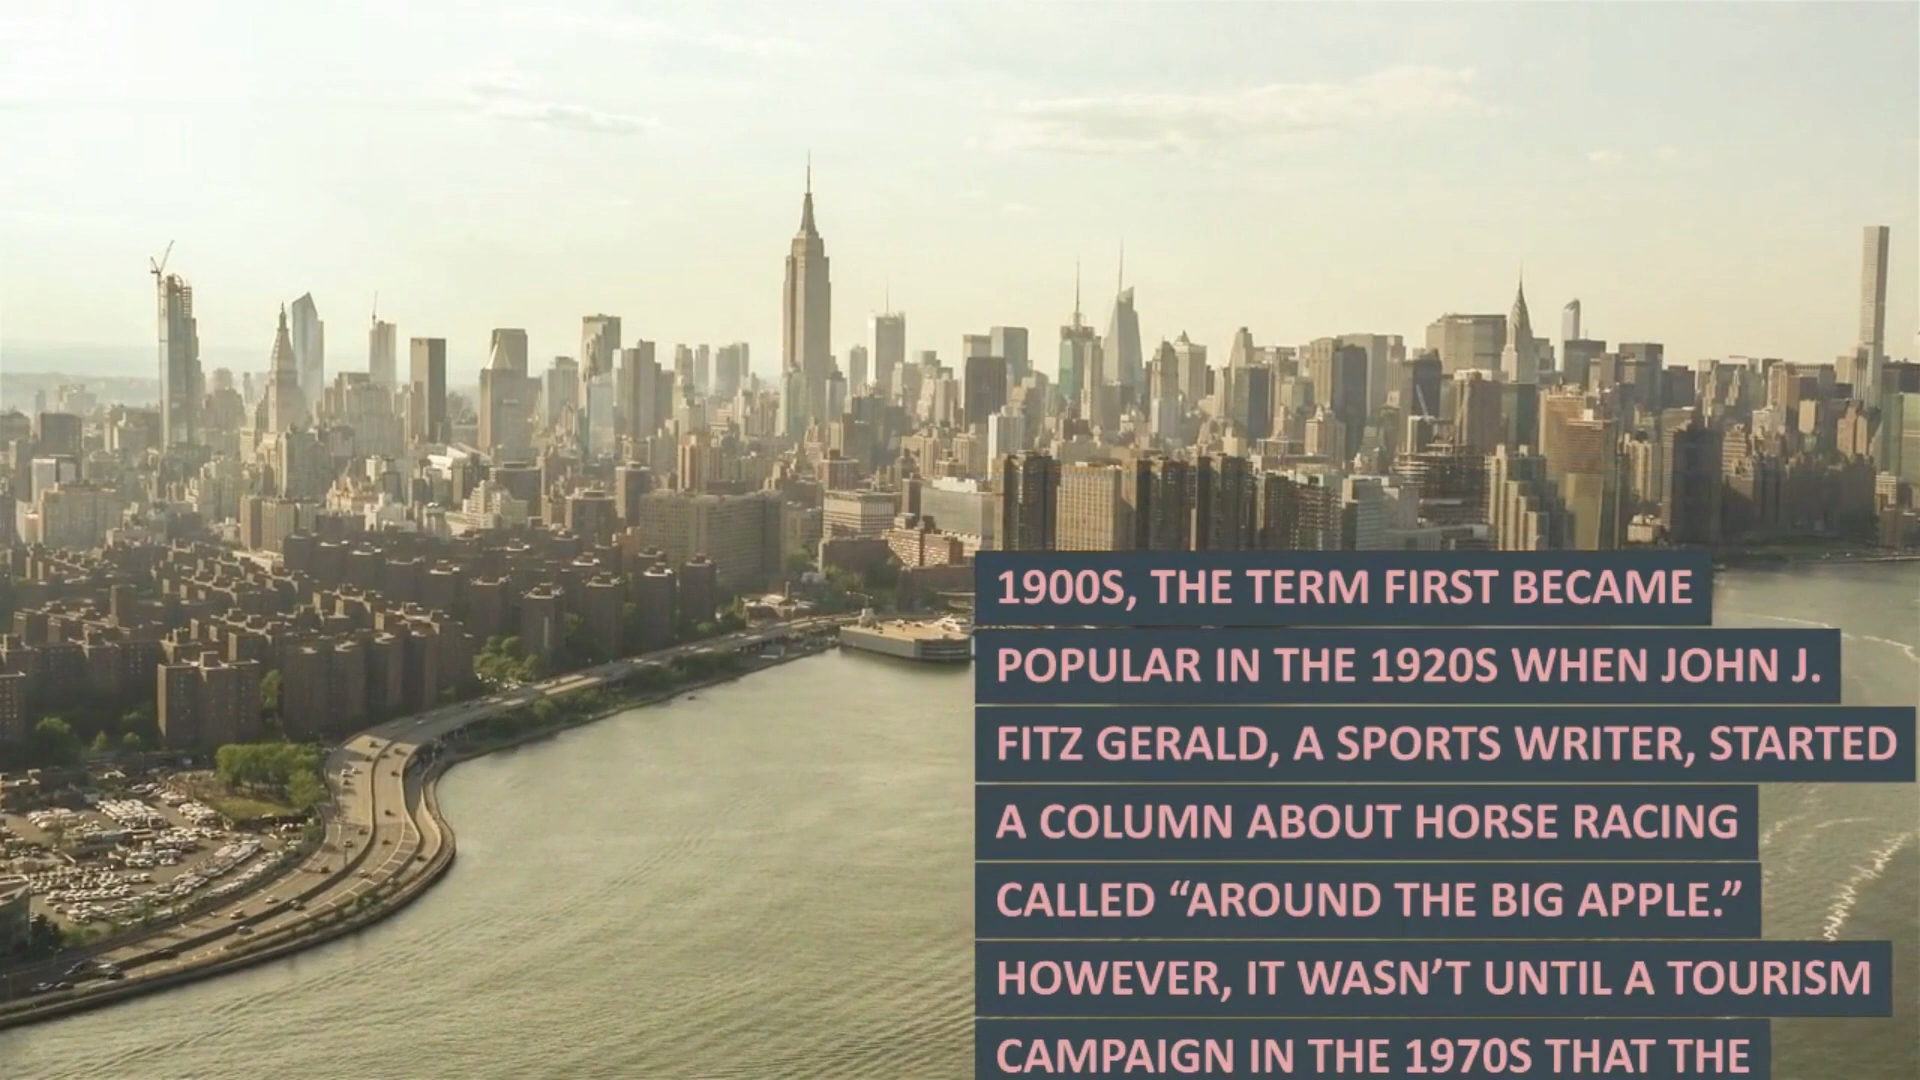 1900S, THE TERM FIRST BECAME
POPULAR IN THE 1920S WHEN JOHN J.
FITZ GERALD, A SPORTS WRITER, STARTED
A COLUMN ABOUT HORSE RACING
CALLED “AROUND THE BIG APPLE.”
HOWEVER, IT WASN’T UNTIL A TOURISM
CAMPAIGN IN THE 1970S THAT THE